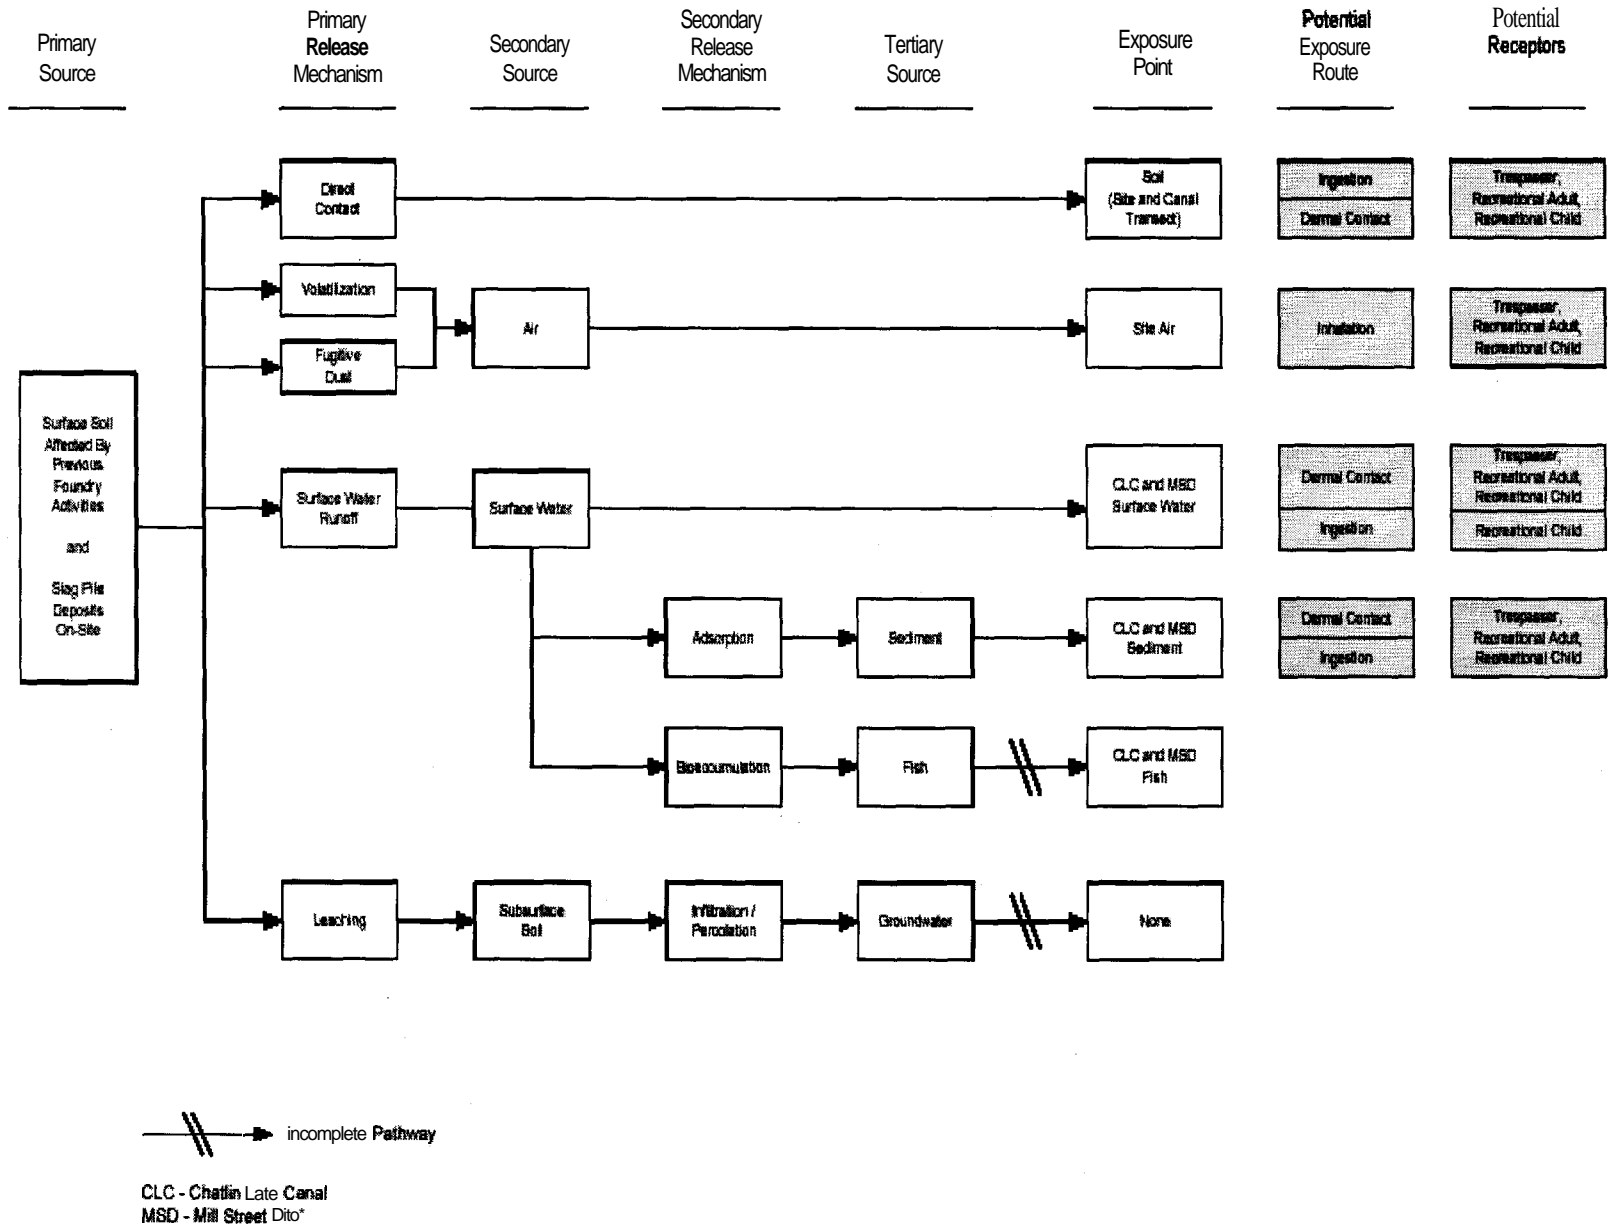 Primary
Source
Primary
Release
Mechanism
Secondary
Source
Secondary
Release
Mechanism
Tertiary
Source
Exposure
Point
Potential
Exposure
Route
Potential
Receptors
Direct
Contact
Soil
(Site and Canal
Transect)
Ingestion
Dermal Contact
Trespasser,
Recreational Adult,
Recreational Child
Volatilization
Fugitive
Dust
Air
Site Air
Inhalation
Trespasser,
Recreational Adult,
Recreational Child
Surface Soil
Affected By
Previous
Foundry
Activities
and
Slag Pile
Deposits
On-Site
Surface Water
Runoff
Surface Water
CLC and MSD
Surface Water
Dermal Contact
Ingestion
Trespasser,
Recreational Adult,
Recreational Child
Recreational Child
Adsorption
Sediment
CLC and MSD
Sediment
Dermal Contact
Ingestion
Trespasser,
Recreational Adult,
Recreational Child
Bioaccumulation
Fish
CLC and MSD
Fish
Leaching
Subsurface
Soil
Infiltration /
Percolation
Groundwater
None
incomplete Pathway
CLC - Chatlin Late Canal
MSD - Mill Street Dito*